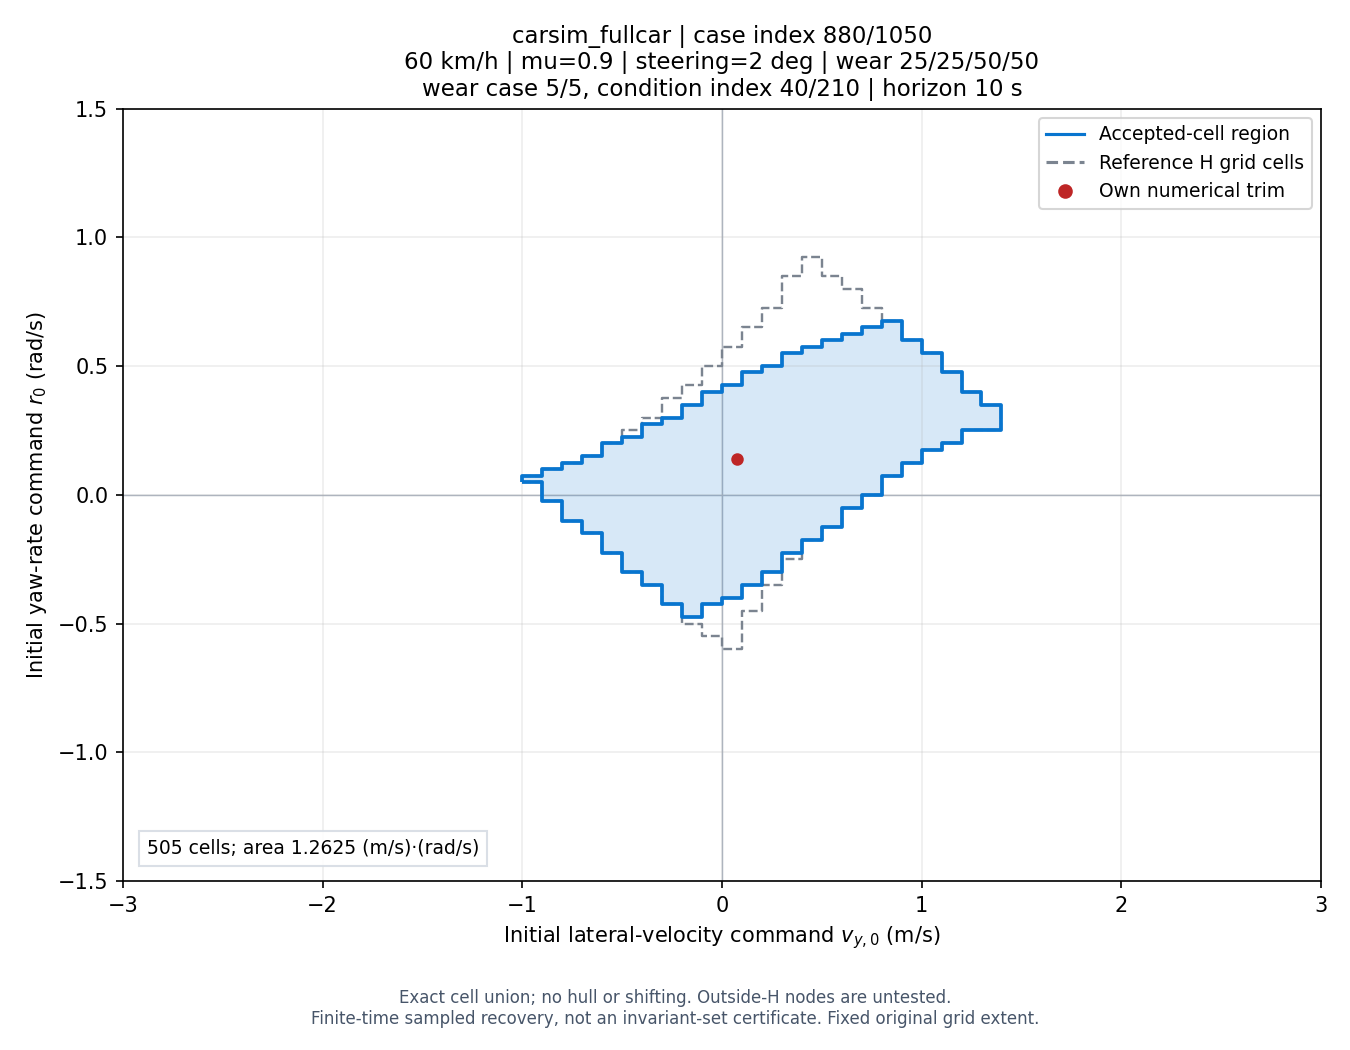 carsim_fullcar | case index 880/1050
60 km/h | mu=0.9 | steering=2 deg | wear 25/25/50/50
wear case 5/5, condition index 40/210 | horizon 10 s
Accepted-cell region
Reference H grid cells
Own numerical trim
1.5
1.0
0.5
0.0
−0.5
−1.0
−1.5
Initial yaw-rate command r₀ (rad/s)
505 cells; area 1.2625 (m/s)·(rad/s)
−3
−2
−1
0
1
2
3
Initial lateral-velocity command v_{y,0} (m/s)
Exact cell union; no hull or shifting. Outside-H nodes are untested.
Finite-time sampled recovery, not an invariant-set certificate. Fixed original grid extent.